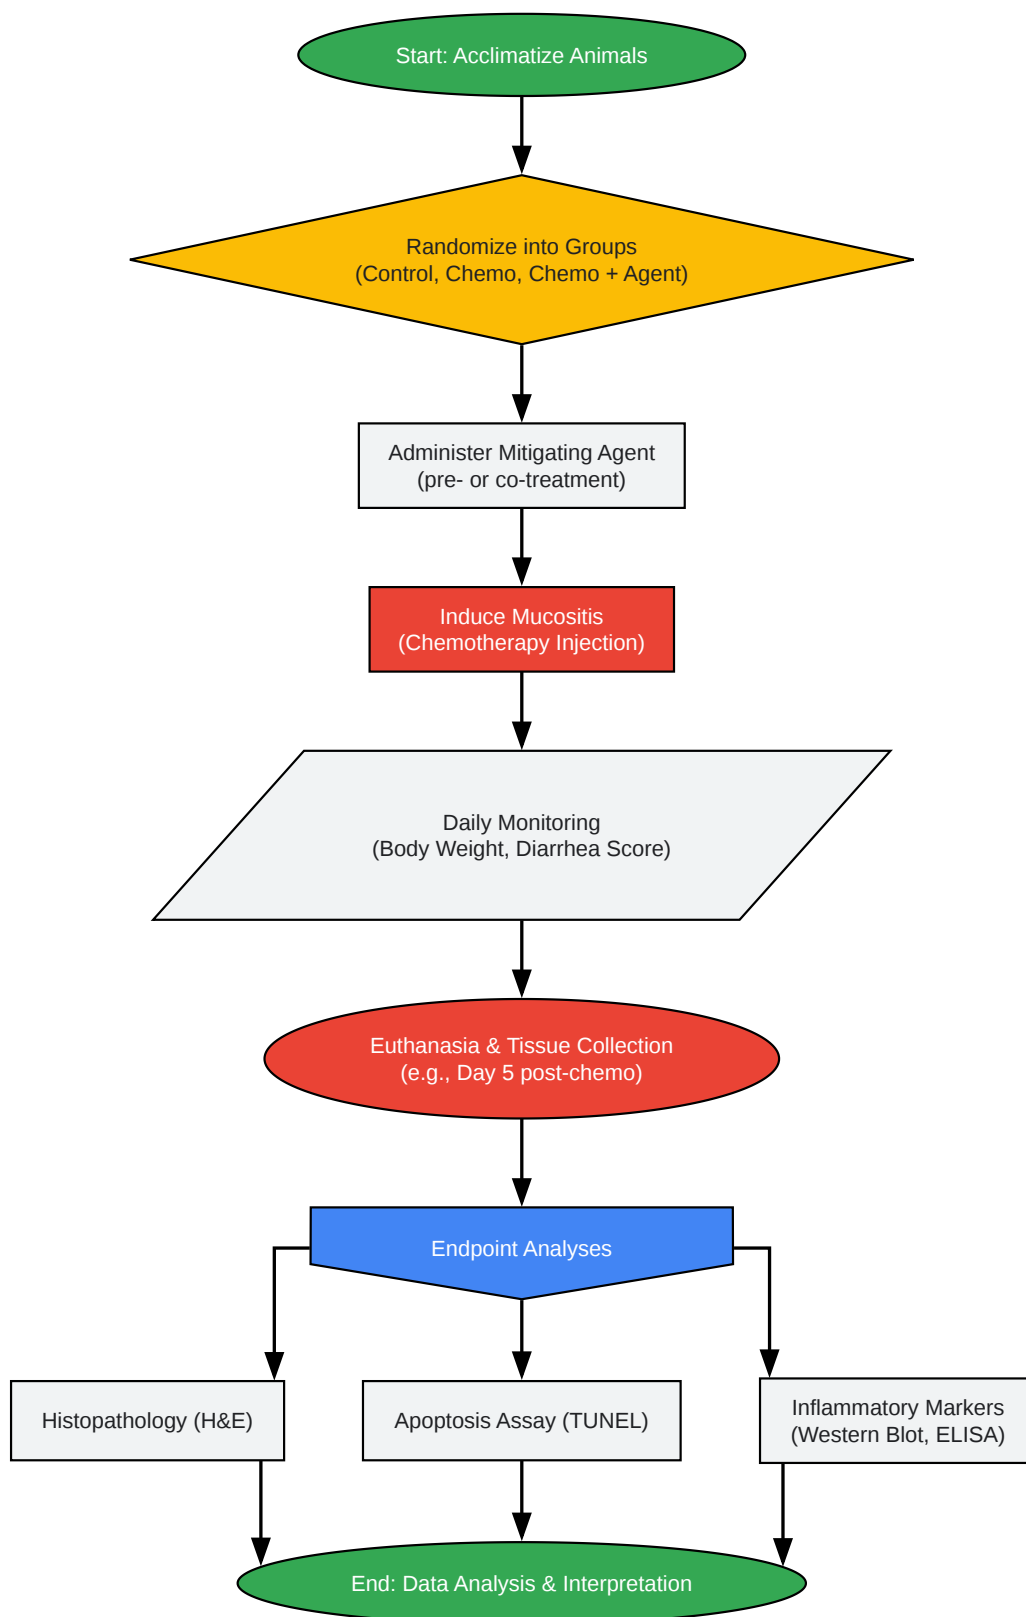 Start: Acclimatize Animals
Randomize into Groups
(Control, Chemo, Chemo + Agent)
Administer Mitigating Agent
(pre- or co-treatment)
Induce Mucositis
(Chemotherapy Injection)
Daily Monitoring
(Body Weight, Diarrhea Score)
Euthanasia & Tissue Collection
(e.g., Day 5 post-chemo)
Endpoint Analyses
Histopathology (H&E)
Apoptosis Assay (TUNEL)
Inflammatory Markers
(Western Blot, ELISA)
End: Data Analysis & Interpretation